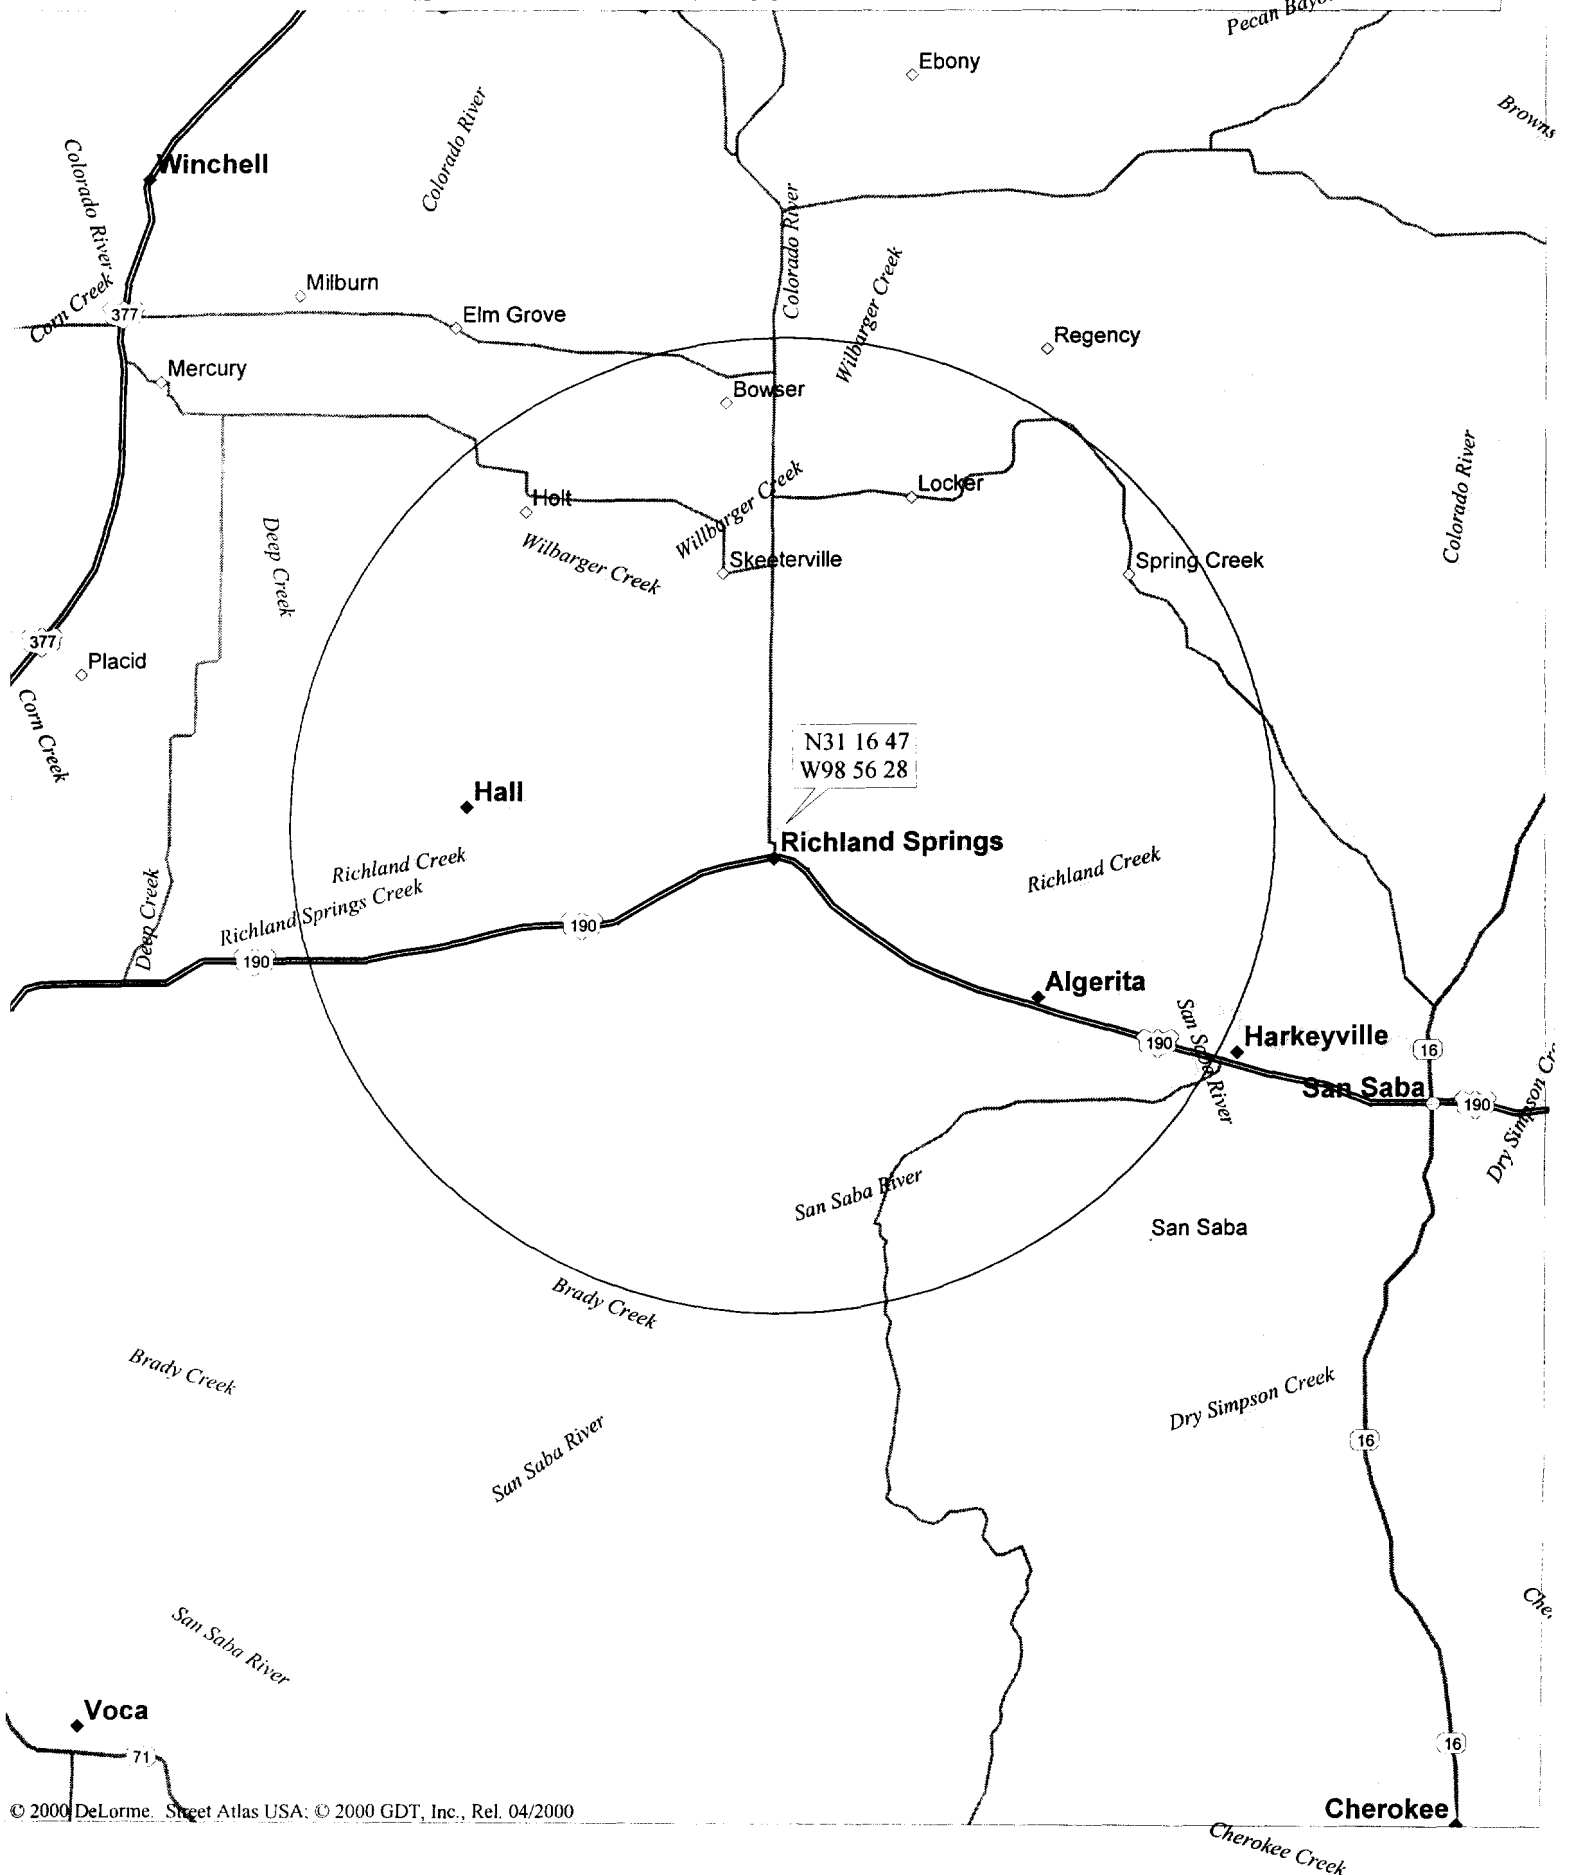 Pecan
Ebony
Browns
Colorado River
Colorado River
Winchell
Colorado River
Wilbarger Creek
Milburn
Corn Creek
377
Elm Grove
Regency
Mercury
Bowser
Colorado River
Locker
Holt
Willbarger Creek
Deep Creek
Wilbarger Creek
Skeeterville
Spring Creek
377
Placid
Corn Creek
N31 16 47
W98 56 28
Hall
Richland Springs
Richland Creek
Richland Creek
Richland Springs Creek
Deep Creek
190
190
Algerita
San Saba River
190
Harkeyville
16
San Saba
190
Dry Simpson
San Saba River
San Saba
Brady Creek
Brady Creek
Dry Simpson Creek
San Saba River
16
San Saba River
Voca
71
16
© 2000 DeLorme. Street Atlas USA; © 2000 GDT, Inc., Rel. 04/2000
Cherokee
Cherokee Creek